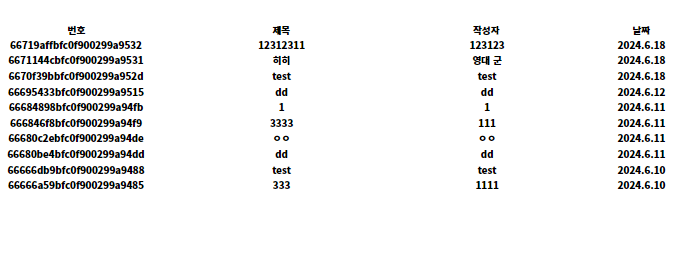 번호 제목 작성자 날짜
66719affbfc0f900299a9532 12312311 123123 2024.6.18
6671144cbfc0f900299a9531 히히 영대 군 2024.6.18
6670f39bbfc0f900299a952d test test 2024.6.18
66695433bfc0f900299a9515 dd dd 2024.6.12
66684898bfc0f900299a94fb 1 1 2024.6.11
666846f8bfc0f900299a94f9 3333 111 2024.6.11
66680c2ebfc0f900299a94de ㅇㅇ ㅇㅇ 2024.6.11
66680be4bfc0f900299a94dd dd dd 2024.6.11
66666db9bfc0f900299a9488 test test 2024.6.10
66666a59bfc0f900299a9485 333 1111 2024.6.10